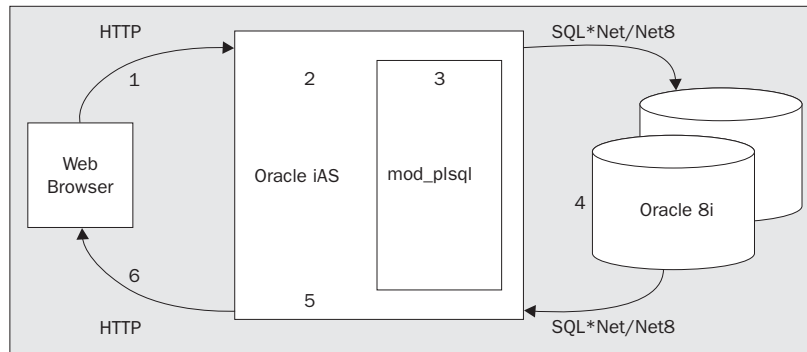 HTTP
SQL*Net/Net8
1
2
3
Web
Browser
Oracle iAS
mod_plsql
4
Oracle 8i
6
5
HTTP
SQL*Net/Net8